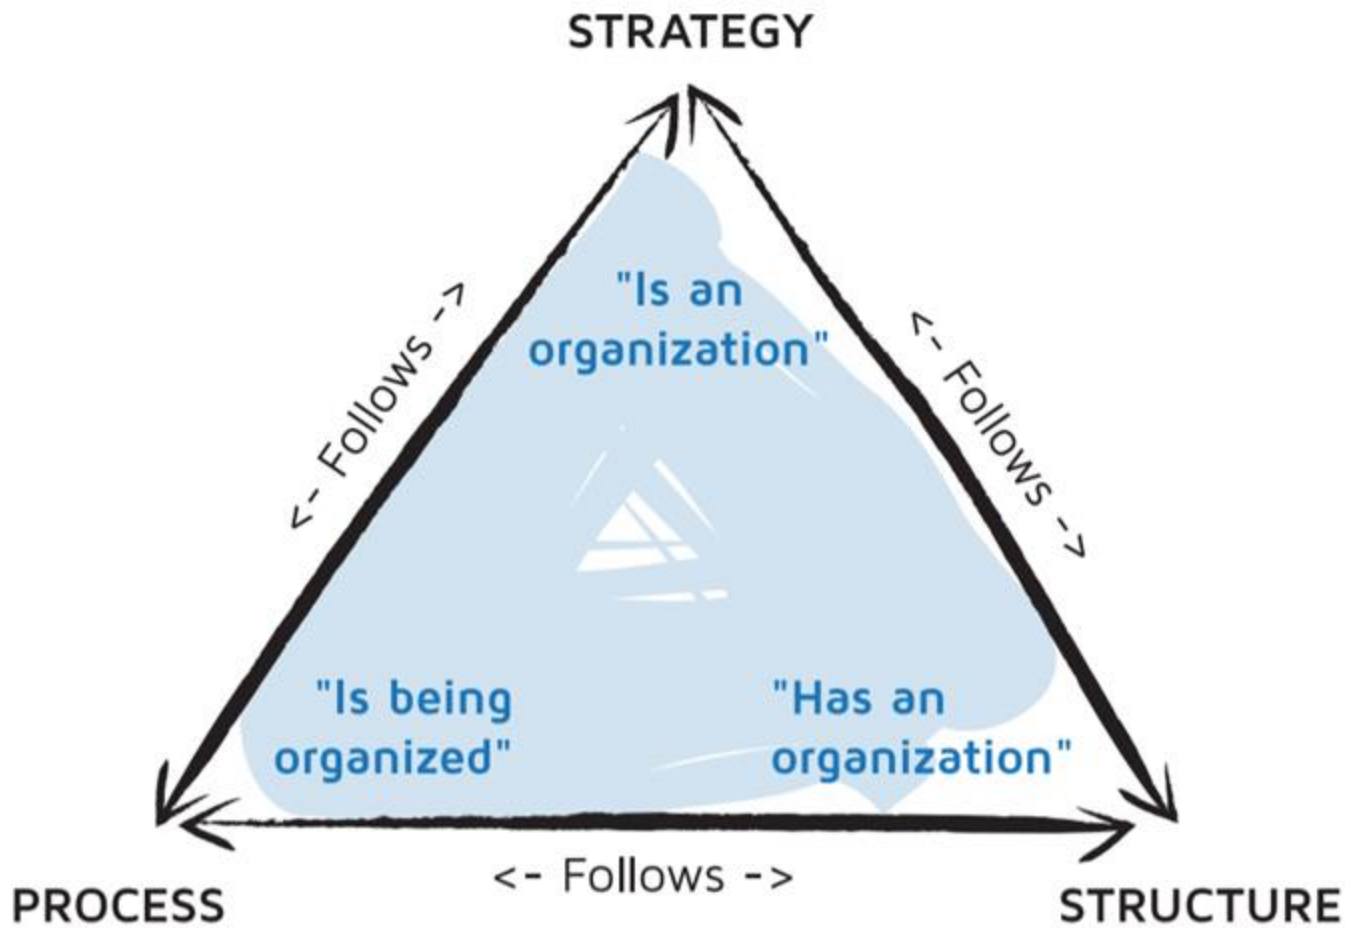 STRATEGY
"Is an
organization"
<- Follows ->
<- Follows ->
"Is being
organized"
"Has an
organization"
<- Follows ->
PROCESS
STRUCTURE